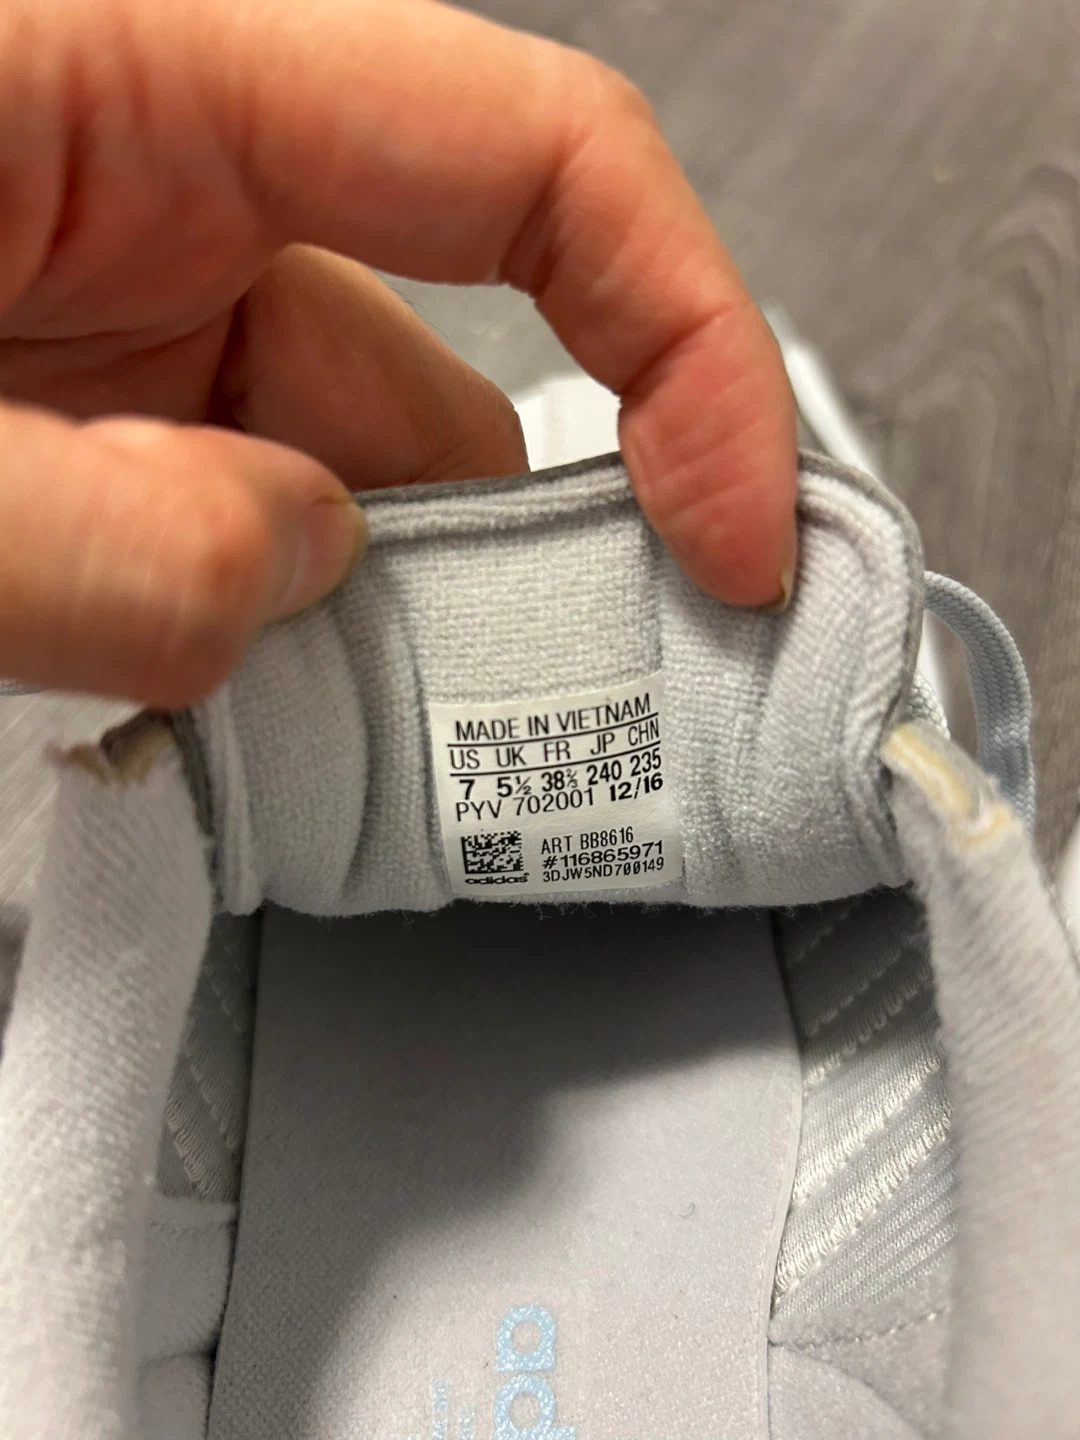 MADE IN VIETNAM
US UK FR JP CHN
7 5½ 38⅔ 240 235
PYV 702001 12/16
ART BB8616
#116865971
3DJW5ND700149
adidas